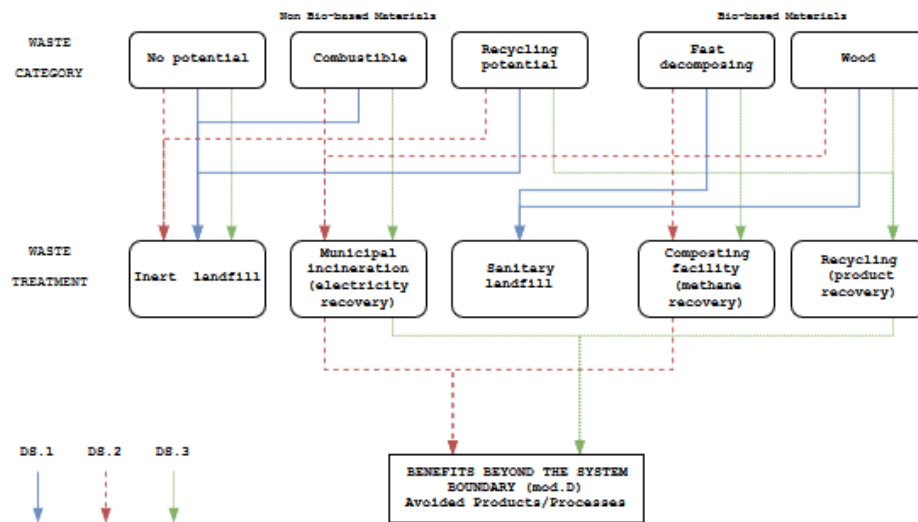 Non Bio-based Materials
Bio-based Materials
WASTE
CATEGORY
No potential
Combustible
Recycling
potential
Fast
decomposing
Wood
WASTE
TREATMENT
Inert landfill
Municipal
incineration
(electricity
recovery)
Sanitary
landfill
Composting
facility
(methane
recovery)
Recycling
(product
recovery)
DS.1
DS.2
DS.3
BENEFITS BEYOND THE SYSTEM
BOUNDARY (mod.D)
Avoided Products/Processes